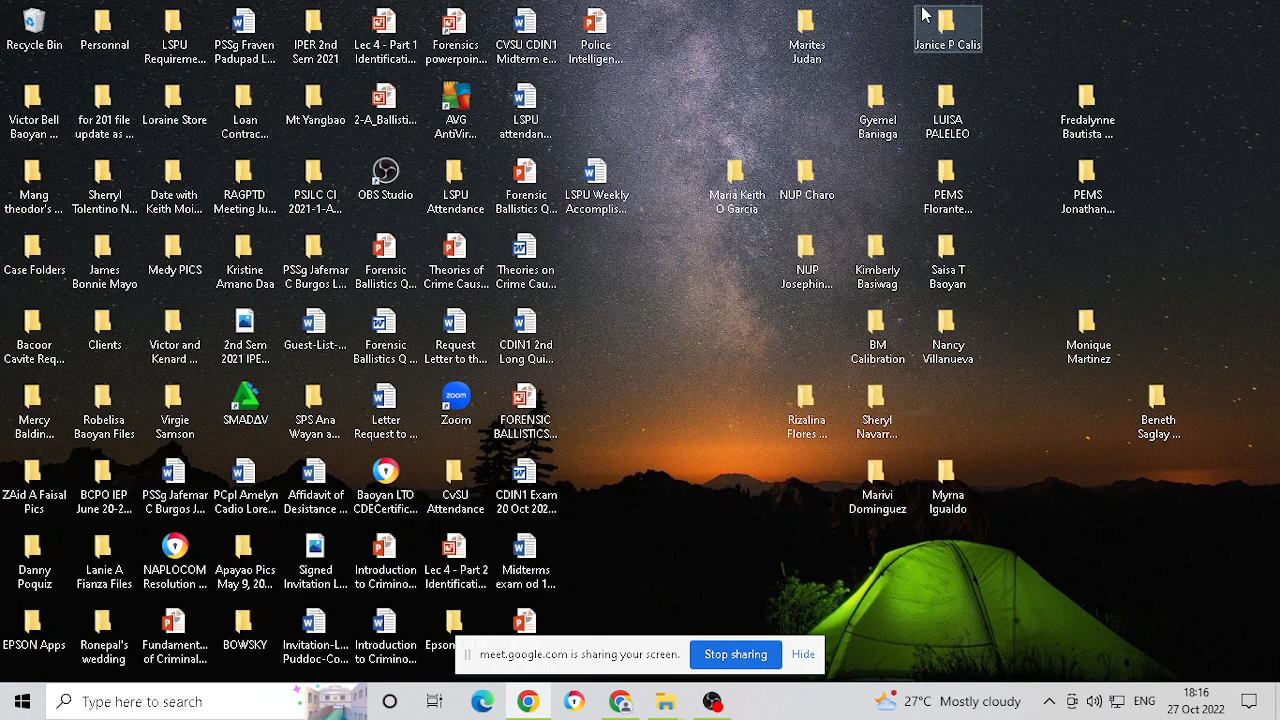 Recycle Bin
personal
LSPU
Requireme...
PSSg Fraven
Padupad L...
IPER 2nd
Sem 2021
Lec 4 - Part 1
Identificati...
Forensics
Powerpoin...
CVSU CDIN1
Midterm e...
Police
Intelligen...
Marites
Judan
Janice P Calis
Victor Bell
Baoyan ...
for 201 file
update as ...
Loraine Store
Loan
Contrac...
Mt Yangbao
2-A_Ballisti...
AVG
AntiVir...
LSPU
attendan...
Gyemel
Baniaga
LUISA
PALELEO
Fredalynne
Bautista ...
Mang
theodor's ...
Sherryl
Tolentino N...
Kate with
Keith Moi...
RAGPTD
Meeting Ju...
PSILC Cl
2021-1-A...
OBS Studio
LSPU
Attendance
Forensic
Ballistics Q...
LSPU Weekly
Accomplis...
Maria Keith
O Garcia
NUP Charo
PEMS
Florante...
PEMS
Jonathan...
Case Folders
James
Bonnie Mayo
Medy PICS
Kristine
Amano Daa
PSSg Jafemar
C Burgos L...
Forensic
Ballistics Q...
Theories of
Crime Caus...
Theories on
Crime Cau...
NUP
Josephin...
Kimberly
Basiwag
Saisa T
Baoyan
Bacoor
Cavite Req...
Clients
Victor and
Kenard ...
2nd Sem
2021 IPE...
Guest-List-...
Forensic
Ballistics Q ...
Request
Letter to th...
CDIN1 2nd
Long Qui...
BM
Calibration
Nancy
Villanueva
Monique
Martinez
Mercy
Baldin...
Robelisa
Baoyan Files
Virgie
Samson
SMADAV
SPS Ana
Wayan a...
Letter
Request to ...
Zoom
FORENSIC
BALLISTICS...
Rizalina
Flores ...
Sheryl
Navarr...
Beneth
Saglay ...
ZAid A Epal
Pics
PPO IEP
June 20-2...
PSSg Jafemar
C Burgos J...
PCpl Amelyn
Cadio Lore...
Affidavit of
Desistance ...
Baoyan LTO
CDECertific...
CvSU
Attendance
CDIN1 Exam
20 Oct 202...
Marvi
Dominguez
Myrna
Iguana
Danny
Poquiz
Annie A
Fianza Files
NAPLOCOM
Resolution ...
Apayao Pics
May 9, 20...
Signed
Invitation L...
Introduction
to Crimino...
Lec 4 - Part 2
Identificati...
Midterms
exam od 1...
EPSON Apps
Ronepal's
wedding
Fundament...
of Criminal...
BOWSKY
Invitation-L...
Puddoc-Co...
Introduction
to Crimino...
meet.google.com is sharing your screen.
Stop sharing
Hide
Type here to search
27°C Mostly cloudy
ENG
27 Oct 2022